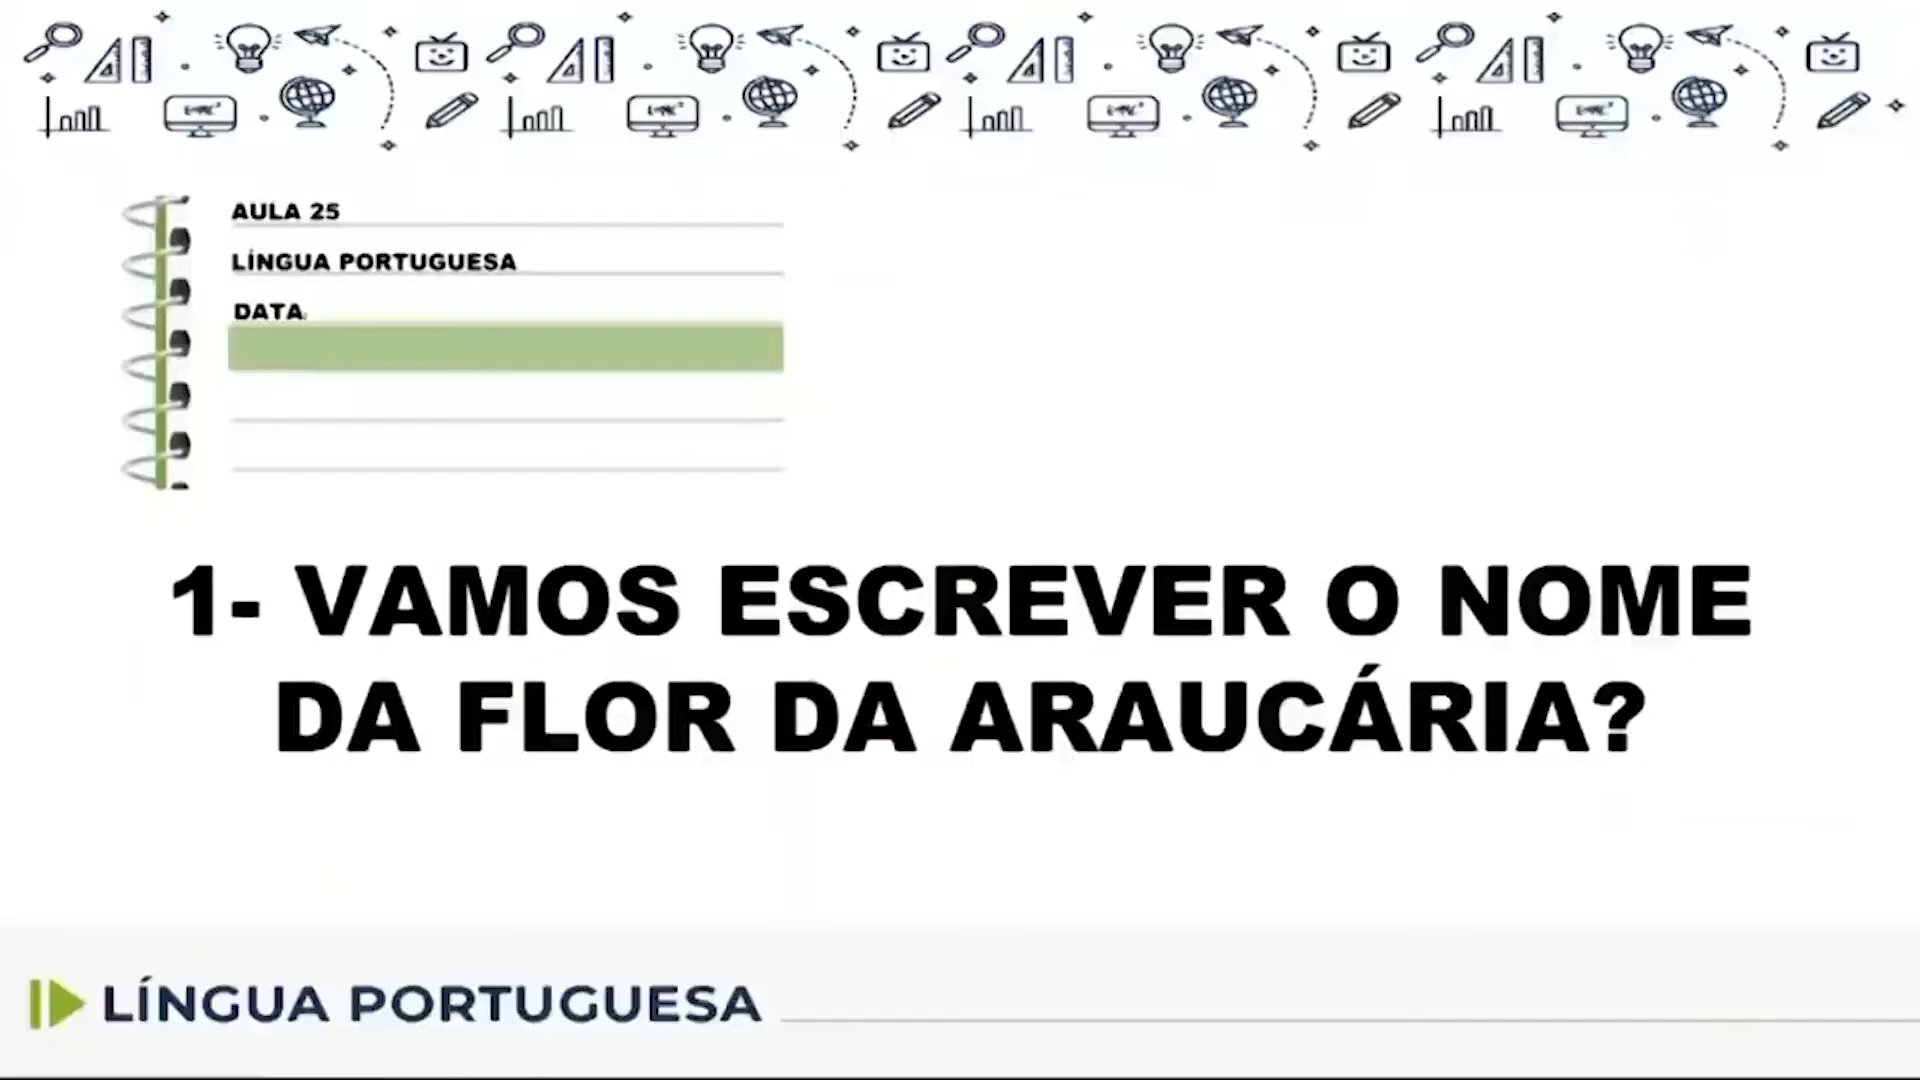 AULA 25
LÍNGUA PORTUGUESA
DATA:
1- VAMOS ESCREVER O NOME
DA FLOR DA ARAUCÁRIA?
LÍNGUA PORTUGUESA